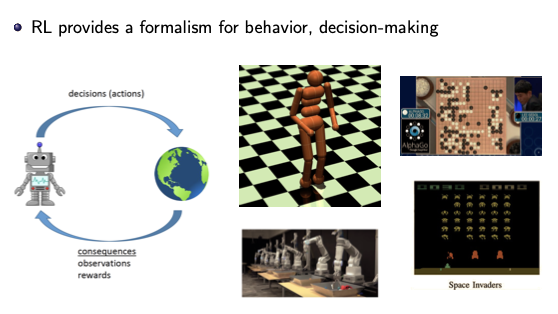 RL provides a formalism for behavior, decision-making
decisions (actions)
consequences
observations
rewards
AlphaGo
Space Invaders